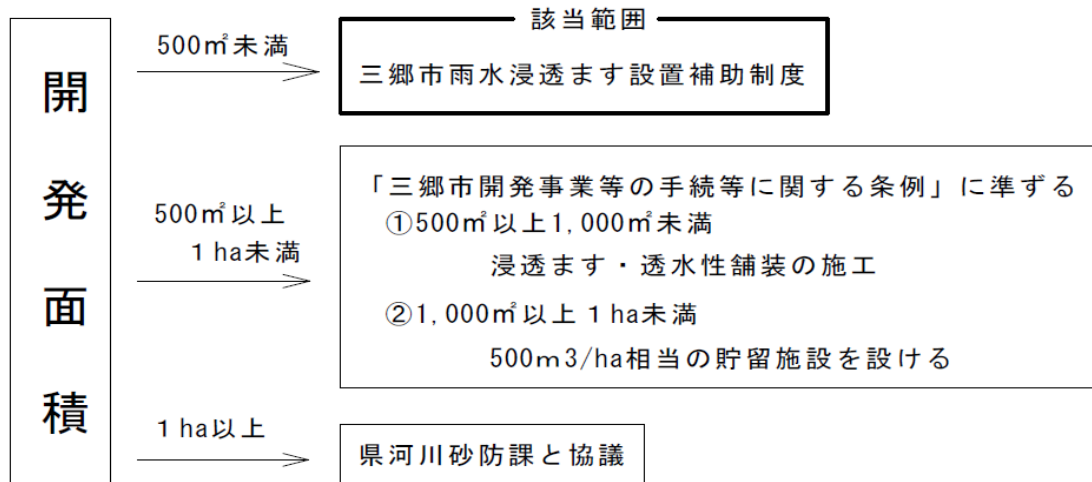 開発面積
500㎡未満
該当範囲
三郷市雨水浸透ます設置補助制度
500㎡以上
１ha未満
「三郷市開発事業等の手続等に関する条例」に準ずる
①500㎡以上1,000㎡未満
浸透ます・透水性舗装の施工
②1,000㎡以上１ha未満
500ｍ3/ha相当の貯留施設を設ける
１ha以上
県河川砂防課と協議